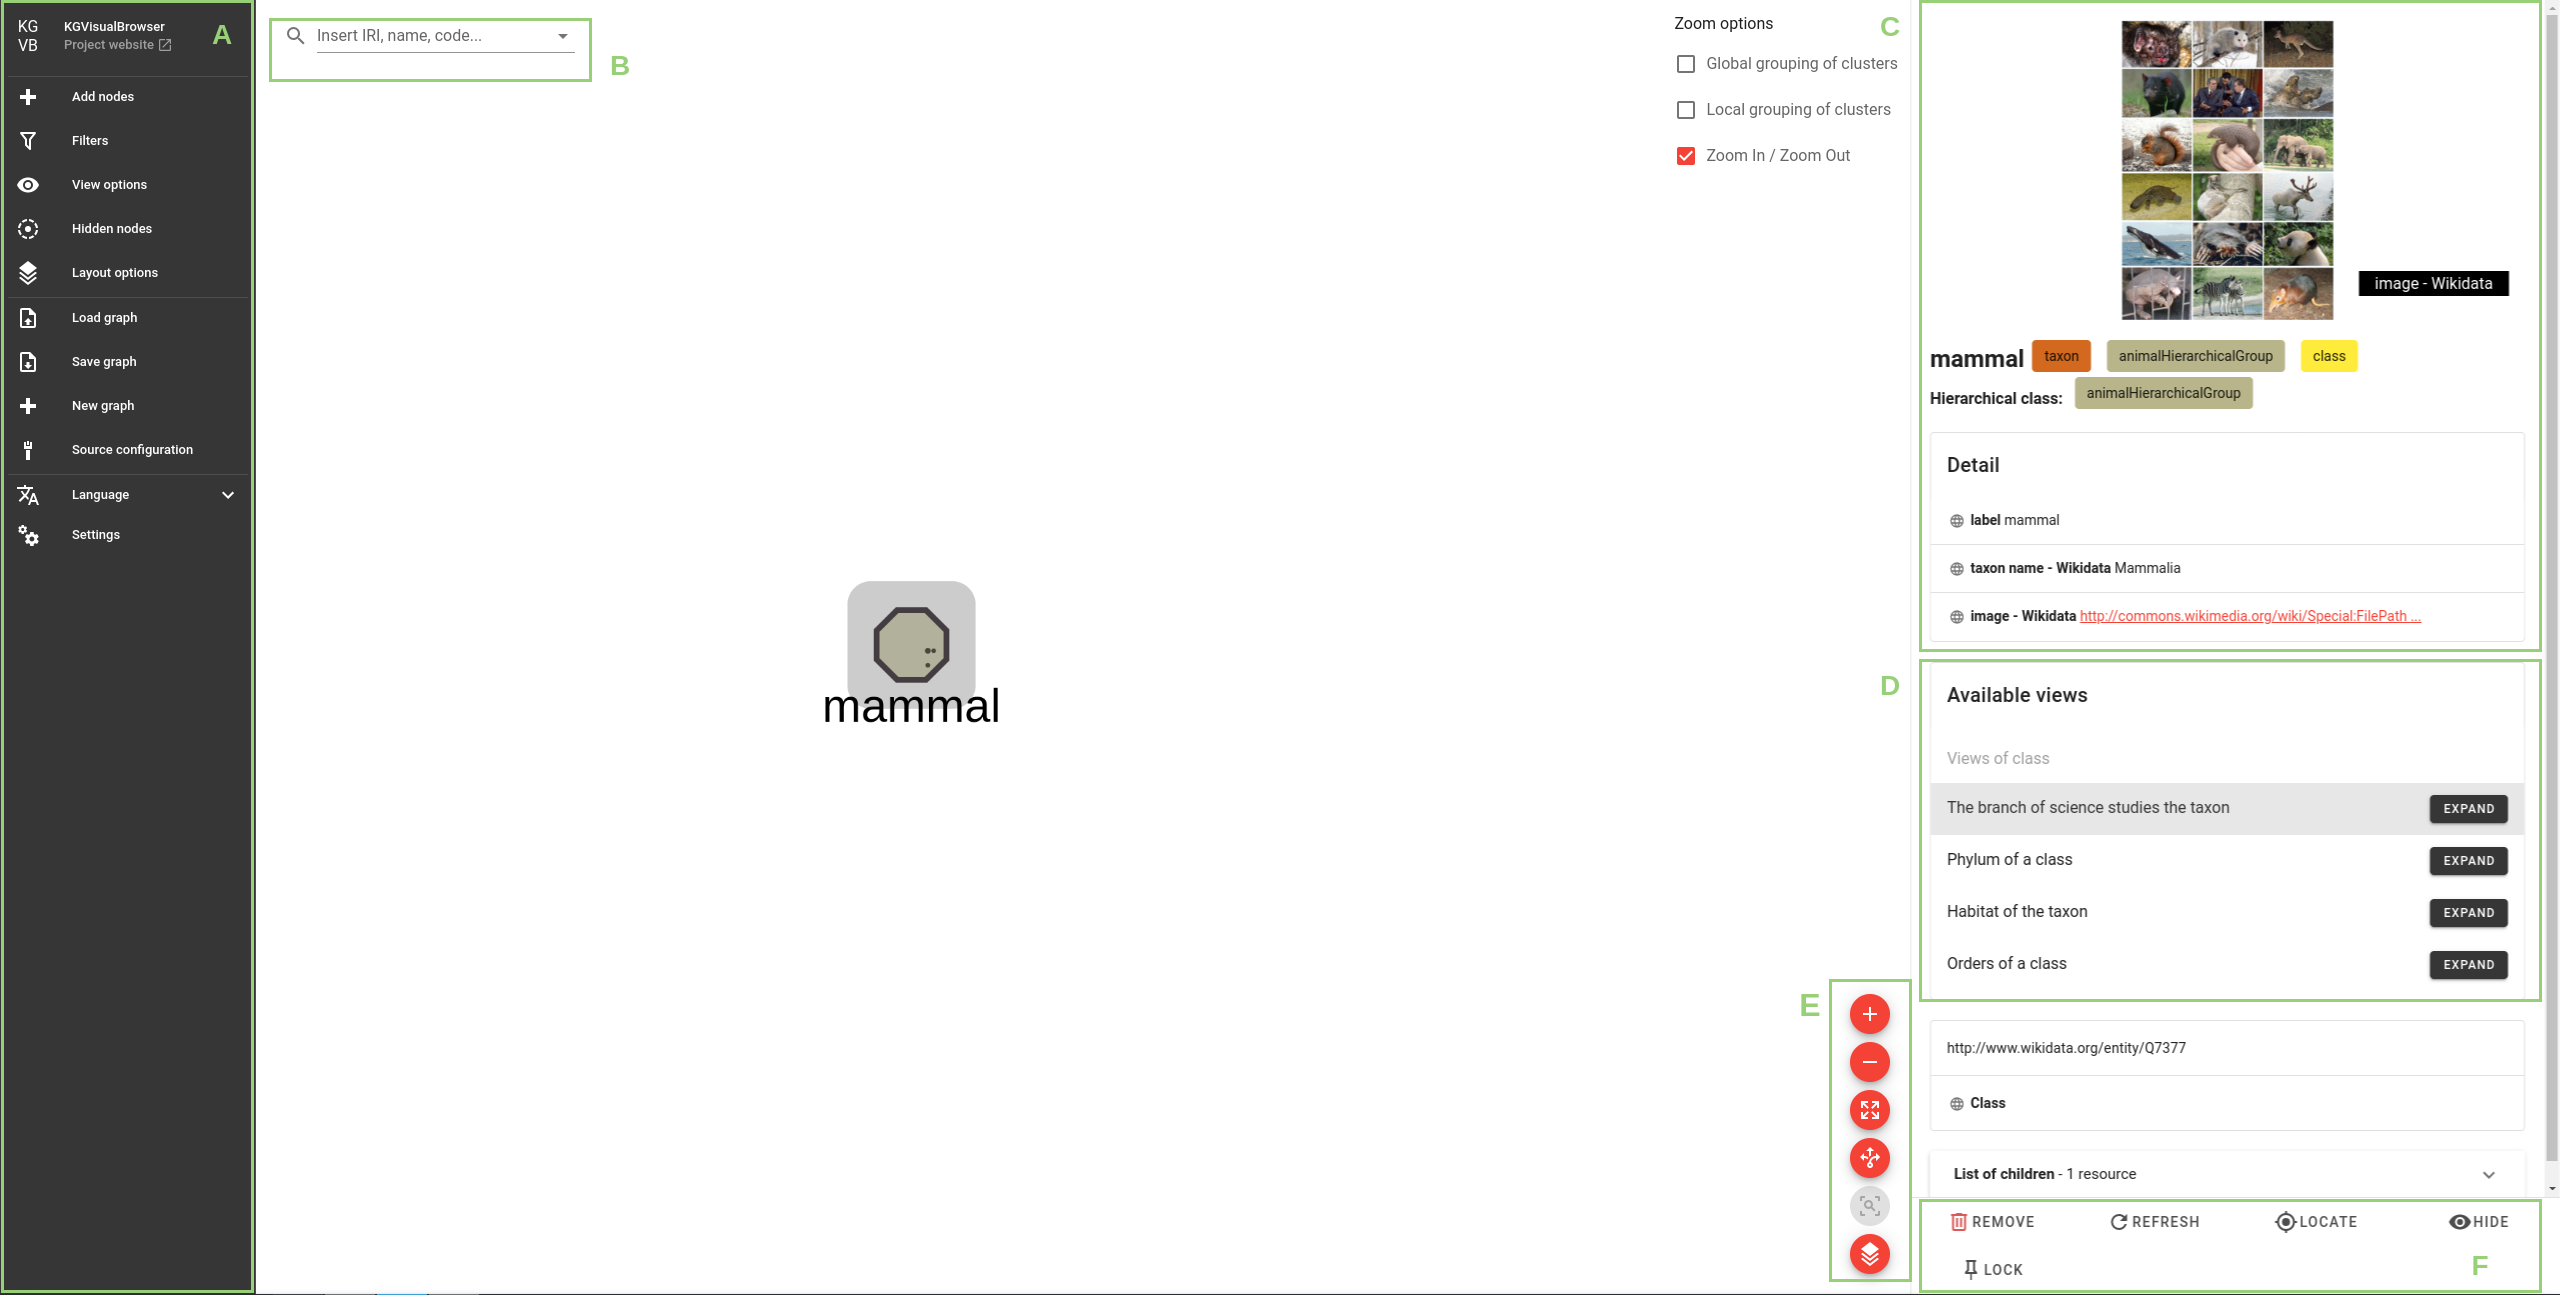 KG
VB
KGVisualBrowser
Project website
A
Add nodes
Filters
View options
Hidden nodes
Layout options
Load graph
Save graph
New graph
Source configuration
Language
Settings
Insert IRI, name, code...
B
Zoom options
C
Global grouping of clusters
Local grouping of clusters
Zoom In / Zoom Out
mammal
image - Wikidata
mammal taxon animalHierarchicalGroup class
Hierarchical class: animalHierarchicalGroup
Detail
label mammal
taxon name - Wikidata Mammalia
image - Wikidata http://commons.wikimedia.org/wiki/Special:FilePath ...
D
Available views
Views of class
The branch of science studies the taxon EXPAND
Phylum of a class EXPAND
Habitat of the taxon EXPAND
Orders of a class EXPAND
E
http://www.wikidata.org/entity/Q7377
Class
List of children - 1 resource
REMOVE REFRESH LOCATE HIDE
LOCK
F